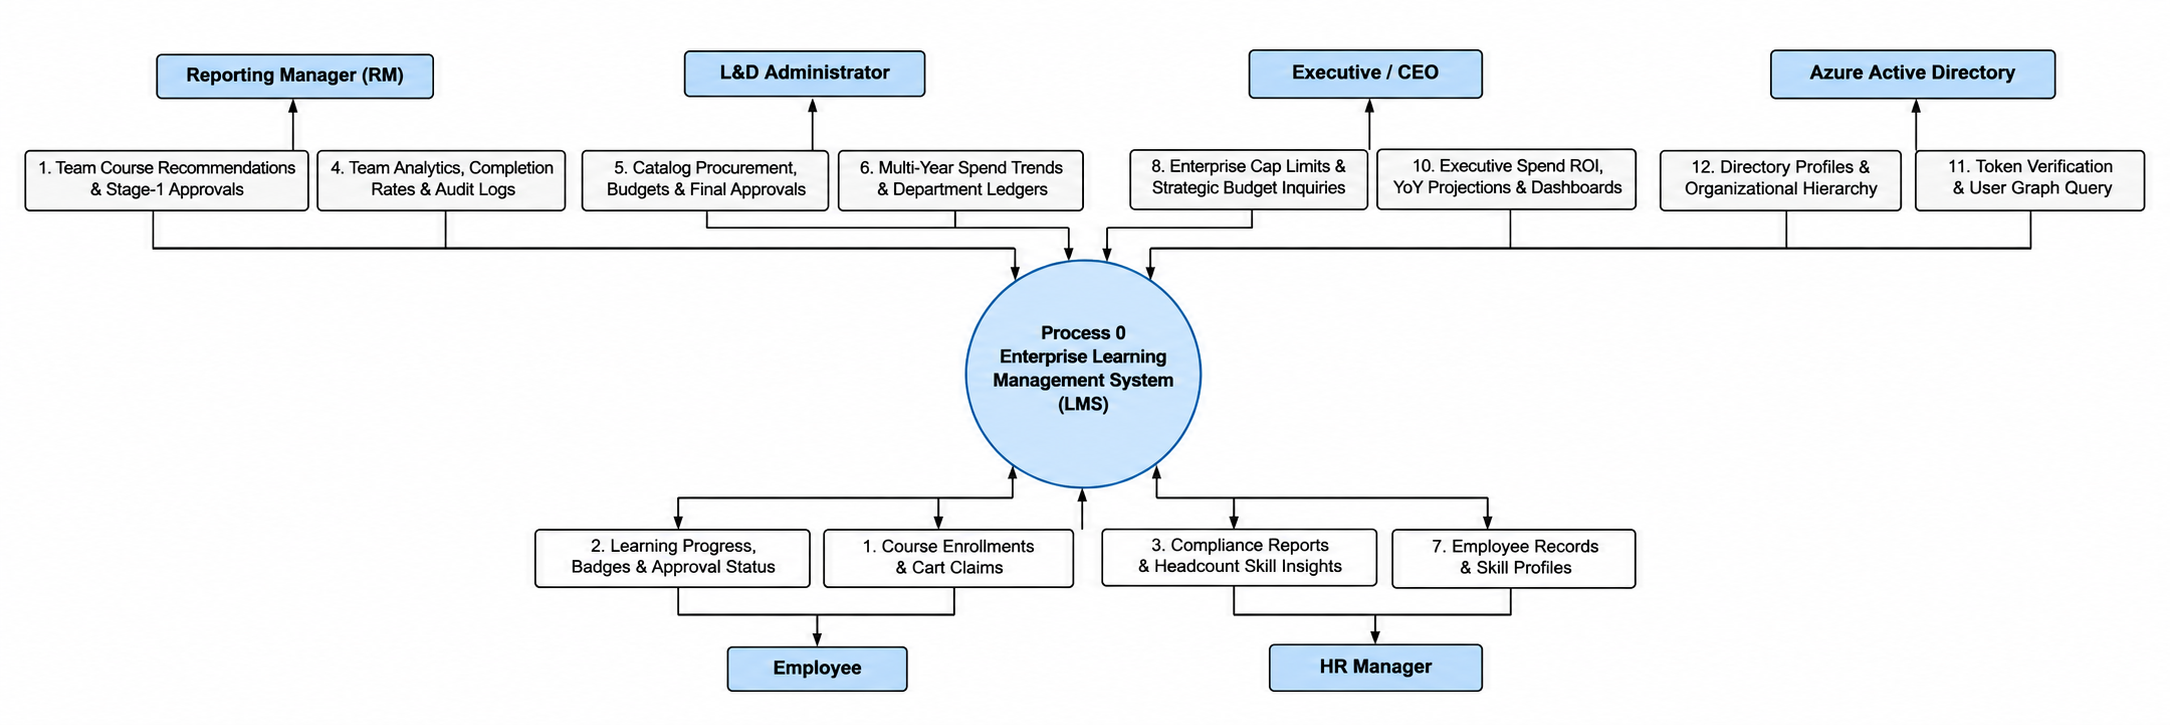 Reporting Manager (RM)
L&D Administrator
Executive / CEO
Azure Active Directory
1. Team Course Recommendations
& Stage-1 Approvals
4. Team Analytics, Completion
Rates & Audit Logs
5. Catalog Procurement,
Budgets & Final Approvals
6. Multi-Year Spend Trends
& Department Ledgers
8. Enterprise Cap Limits &
Strategic Budget Inquiries
10. Executive Spend ROI,
YoY Projections & Dashboards
12. Directory Profiles &
Organizational Hierarchy
11. Token Verification
& User Graph Query
Process 0
Enterprise Learning
Management System
(LMS)
2. Learning Progress,
Badges & Approval Status
1. Course Enrollments
& Cart Claims
3. Compliance Reports
& Headcount Skill Insights
7. Employee Records
& Skill Profiles
Employee
HR Manager